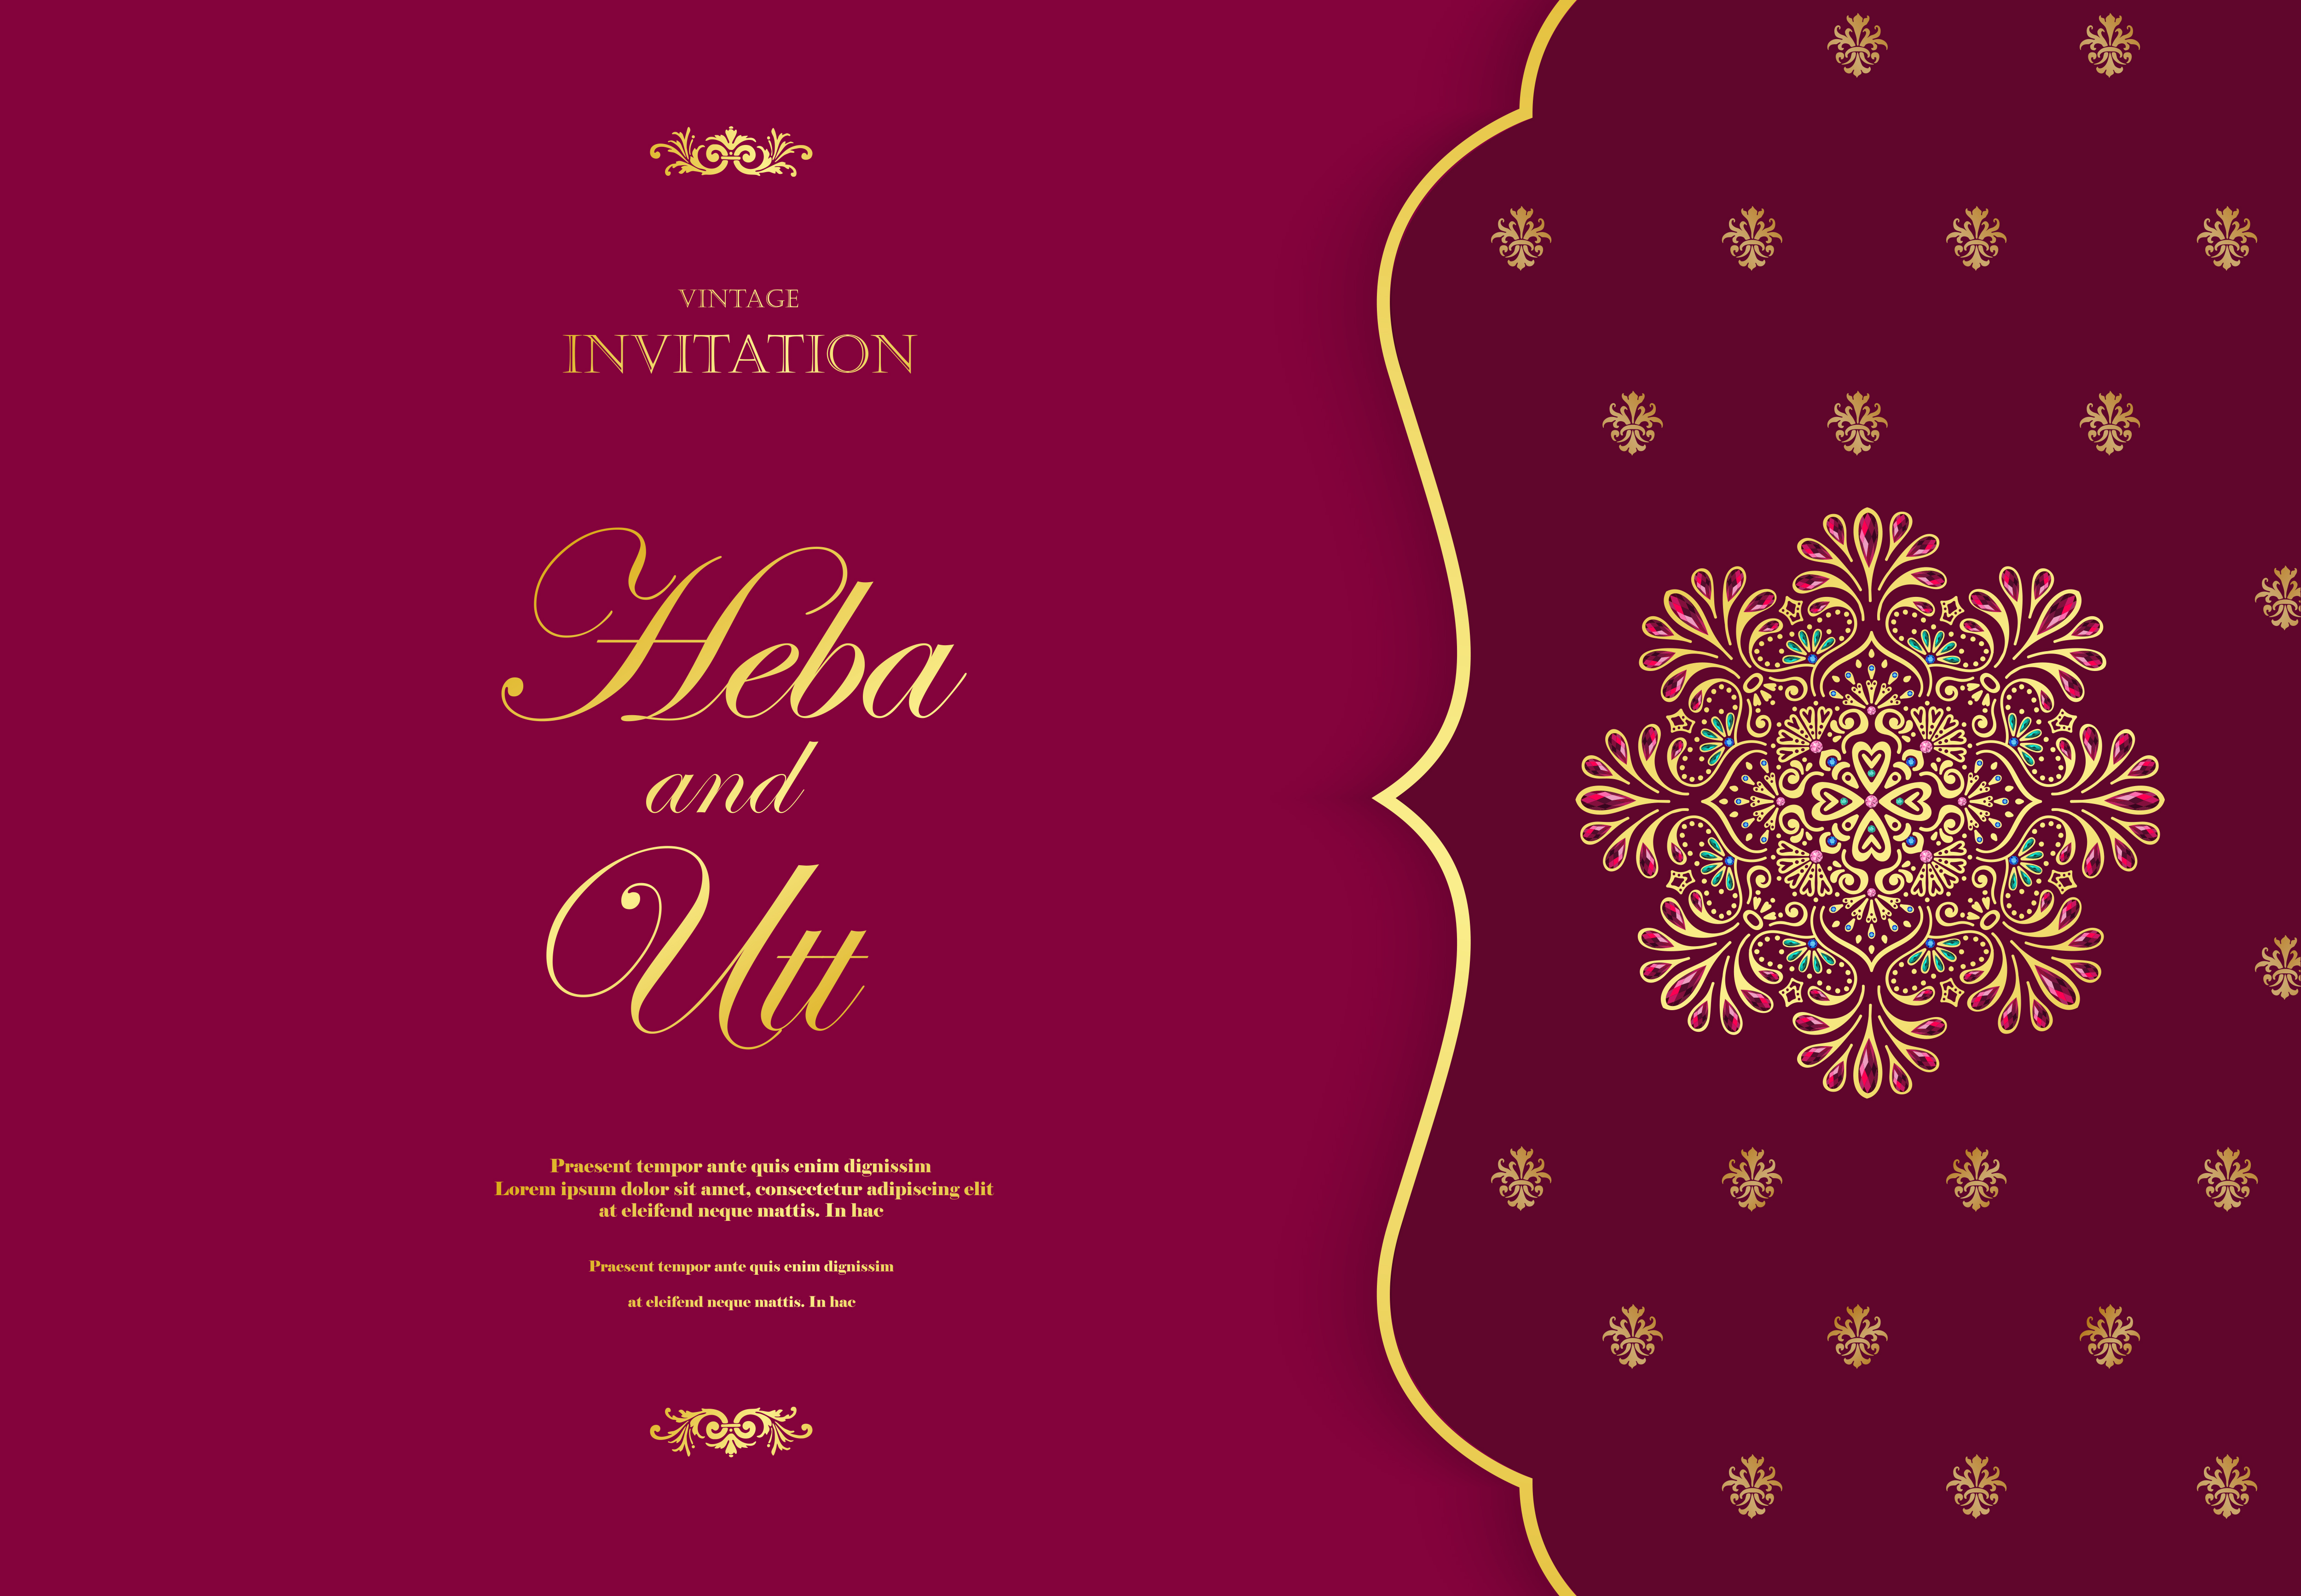 VINTAGE
INVITATION
Heba
and
Utt
Praesent tempor ante quis enim dignissim
Lorem ipsum dolor sit amet, consectetur adipiscing elit
at eleifend neque mattis. In hac
Praesent tempor ante quis enim dignissim
at eleifend neque mattis. In hac